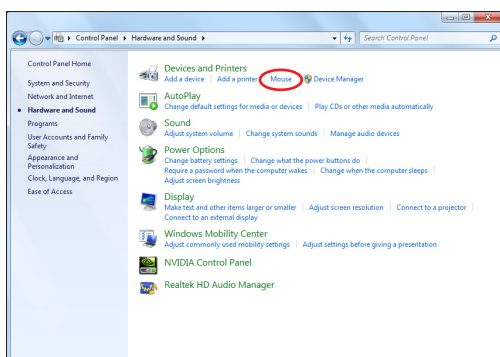 Control Panel ▸ Hardware and Sound ▸
Search Control Panel
Control Panel Home
System and Security
Network and Internet
Hardware and Sound
Programs
User Accounts and Family
Safety
Appearance and
Personalization
Clock, Language, and Region
Ease of Access
Devices and Printers
Add a device | Add a printer | Mouse | Device Manager
AutoPlay
Change default settings for media or devices | Play CDs or other media automatically
Sound
Adjust system volume | Change system sounds | Manage audio devices
Power Options
Change battery settings | Change what the power buttons do |
Require a password when the computer wakes | Change when the computer sleeps |
Adjust screen brightness
Display
Make text and other items larger or smaller | Adjust screen resolution | Connect to a projector |
Connect to an external display
Windows Mobility Center
Adjust commonly used mobility settings | Adjust settings before giving a presentation
NVIDIA Control Panel
Realtek HD Audio Manager